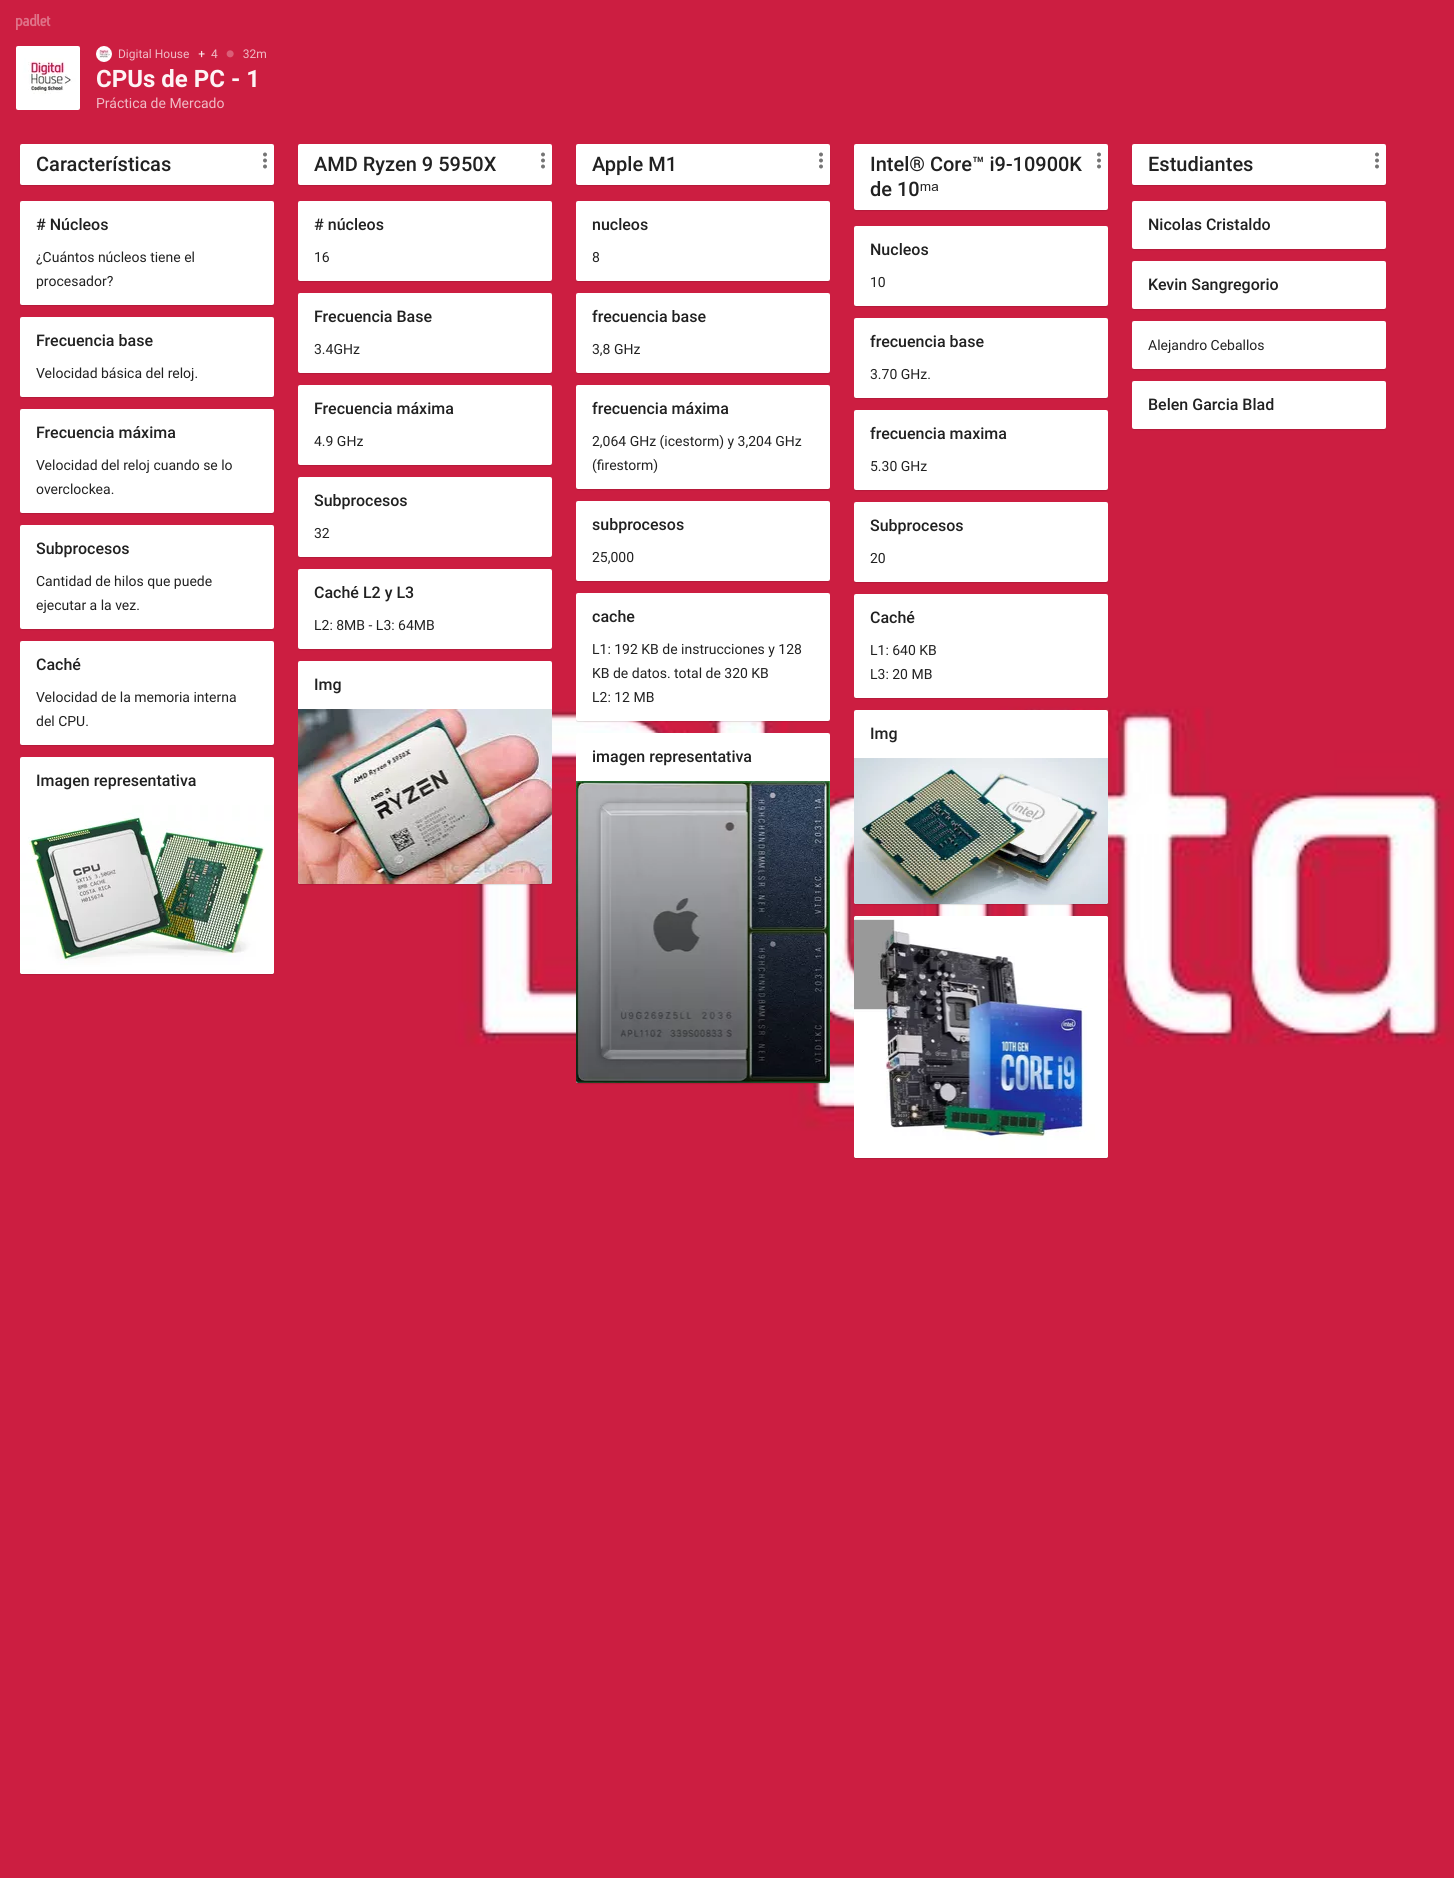 padlet
Digital House + 4 32m
CPUs de PC - 1
Práctica de Mercado
Digital
House>
Coding School
Características
# Núcleos
¿Cuántos núcleos tiene el
procesador?
Frecuencia base
Velocidad básica del reloj.
Frecuencia máxima
Velocidad del reloj cuando se lo
overclockea.
Subprocesos
Cantidad de hilos que puede
ejecutar a la vez.
Caché
Velocidad de la memoria interna
del CPU.
Imagen representativa
CPU
COSTA RICA
AMD Ryzen 9 5950X
# núcleos
16
Frecuencia Base
3.4GHz
Frecuencia máxima
4.9 GHz
Subprocesos
32
Caché L2 y L3
L2: 8MB - L3: 64MB
Img
AMD Ryzen 9 5950X
AMD
RYZEN
Apple M1
nucleos
8
frecuencia base
3,8 GHz
frecuencia máxima
2,064 GHz (icestorm) y 3,204 GHz
(firestorm)
subprocesos
25,000
cache
L1: 192 KB de instrucciones y 128
KB de datos. total de 320 KB
L2: 12 MB
imagen representativa
Intel® Core™ i9-10900K
de 10ᵐᵃ
Nucleos
10
frecuencia base
3.70 GHz.
frecuencia maxima
5.30 GHz
Subprocesos
20
Caché
L1: 640 KB
L3: 20 MB
Img
intel
intel
10TH GEN
CORE i9
Estudiantes
Nicolas Cristaldo
Kevin Sangregorio
Alejandro Ceballos
Belen Garcia Blad